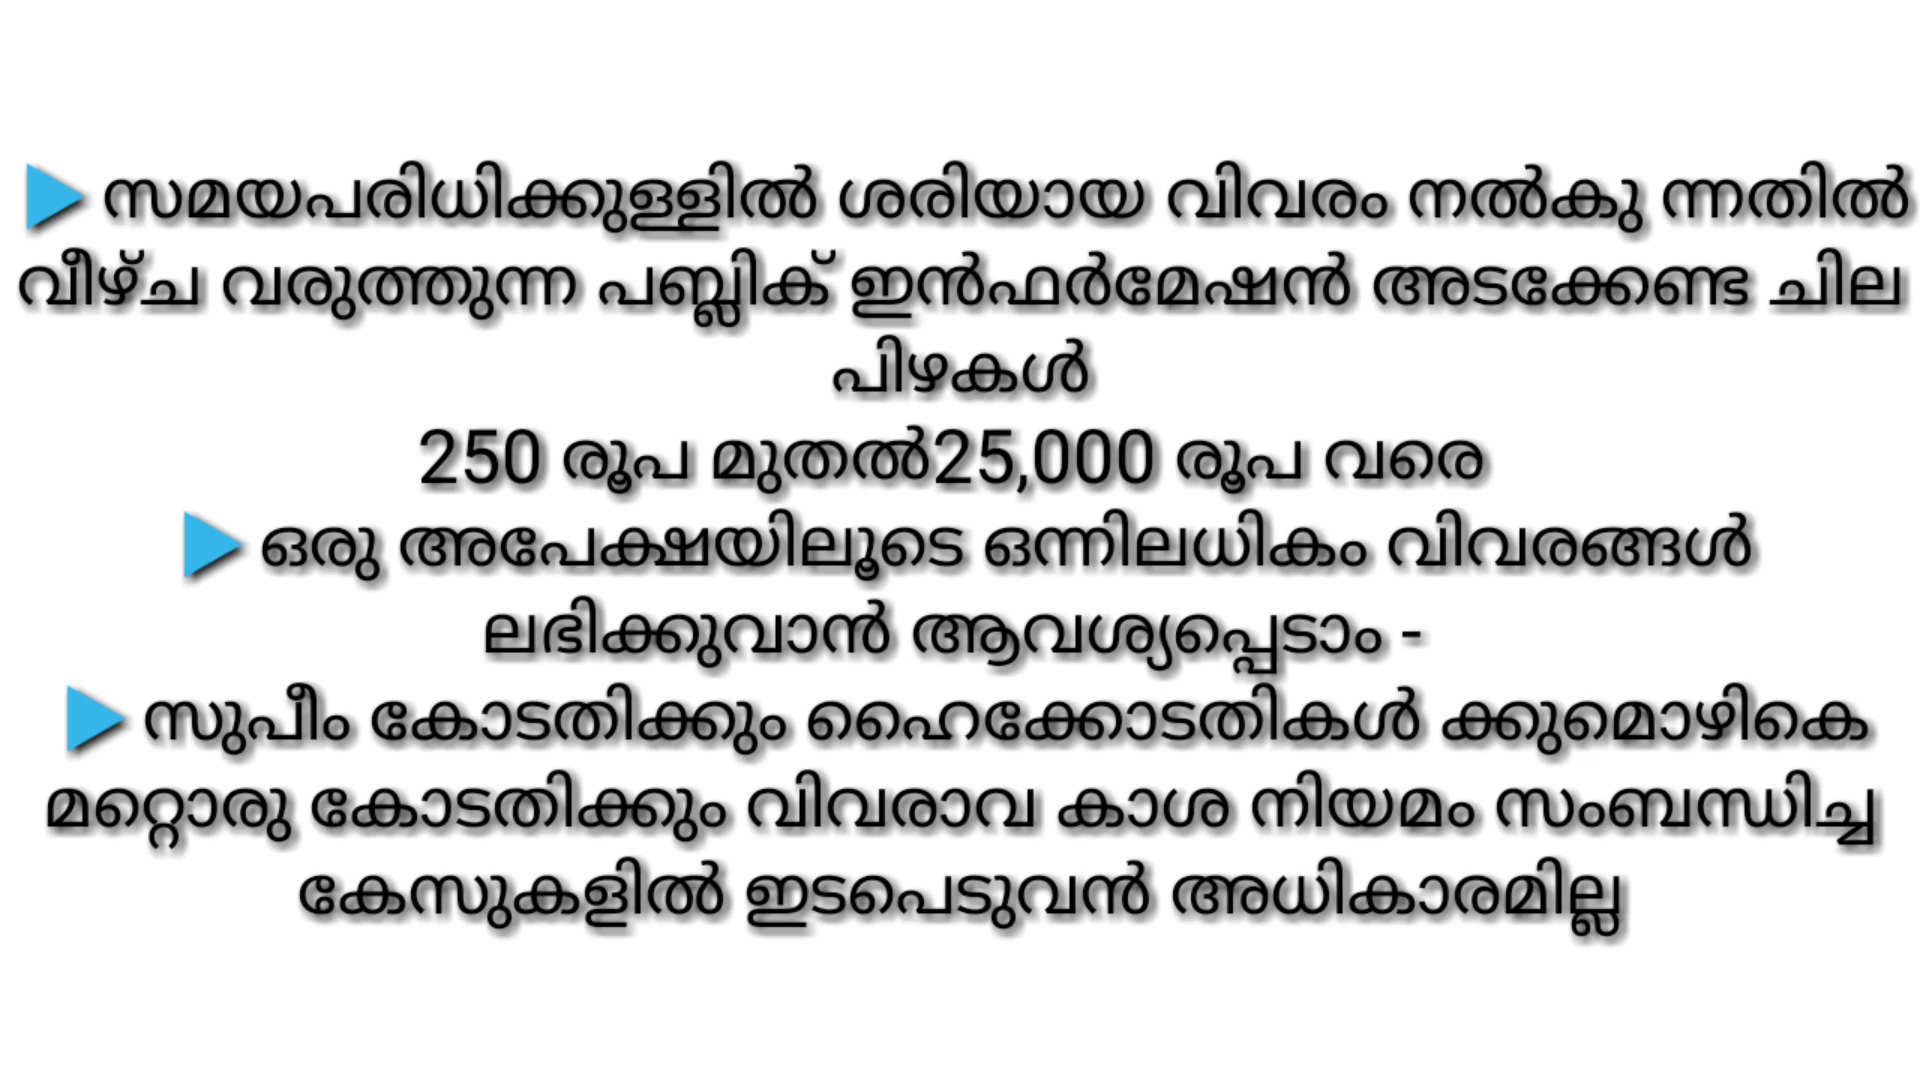 ▶ സമയപരിധിക്കുള്ളിൽ ശരിയായ വിവരം നൽകു ന്നതിൽ
വീഴ്ച വരുത്തുന്ന പബ്ലിക് ഇൻഫർമേഷൻ അടക്കേണ്ട ചില
പിഴകൾ
250 രൂപ മുതൽ25,000 രൂപ വരെ
▶ ഒരു അപേക്ഷയിലൂടെ ഒന്നിലധികം വിവരങ്ങൾ
ലഭിക്കുവാൻ ആവശ്യപ്പെടാം -
▶ സുപീം കോടതിക്കും ഹൈക്കോടതികൾ ക്കുമൊഴികെ
മറ്റൊരു കോടതിക്കും വിവരാവ കാശ നിയമം സംബന്ധിച്ച
കേസുകളിൽ ഇടപെടുവൻ അധികാരമില്ല